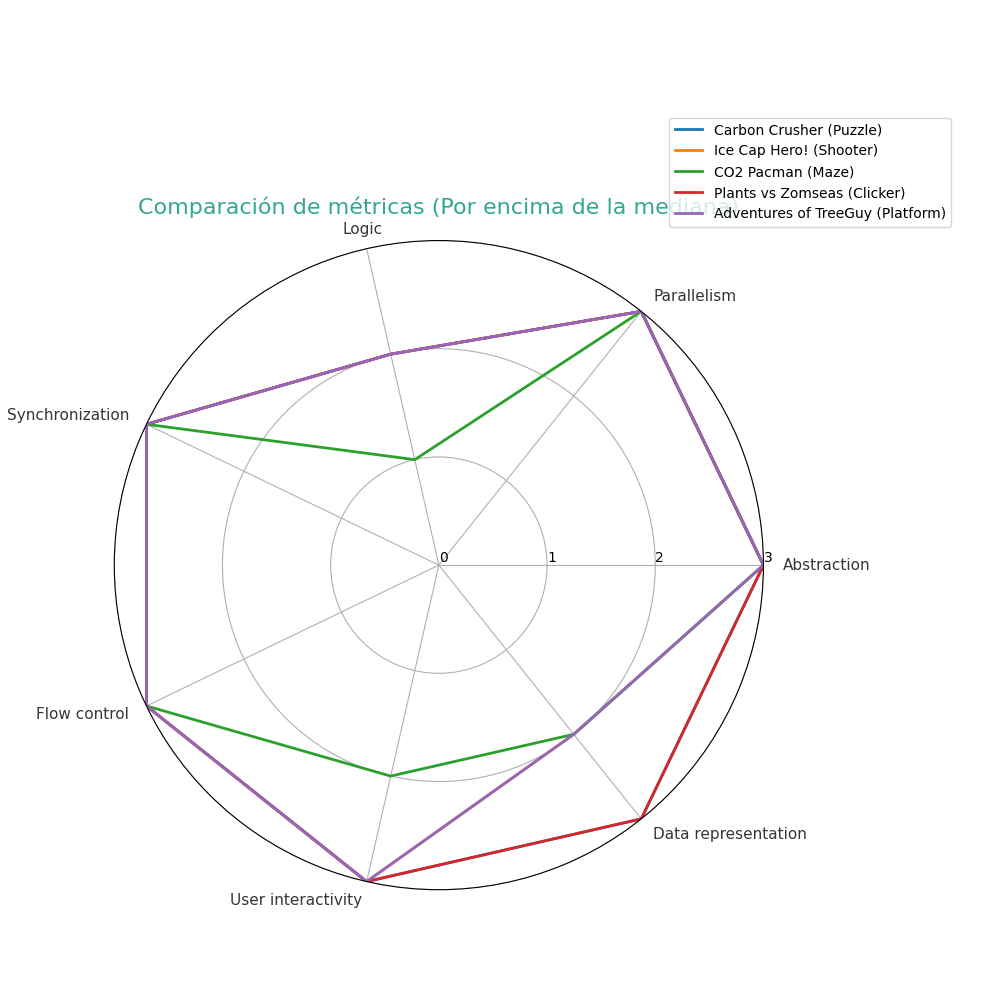 Carbon Crusher (Puzzle)
Ice Cap Hero! (Shooter)
CO2 Pacman (Maze)
Plants vs Zomseas (Clicker)
Adventures of TreeGuy (Platform)
Comparación de métricas (Por encima de la mediana)
Logic
Parallelism
Synchronization
0
1
2
3
Abstraction
Flow control
Data representation
User interactivity